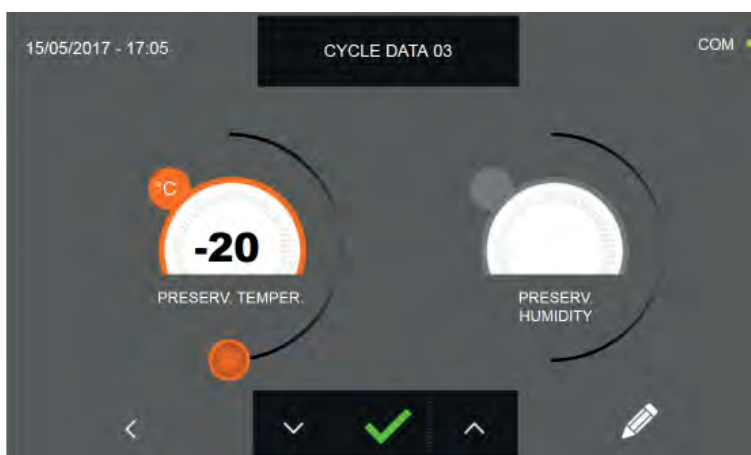 15/05/2017 - 17:05
CYCLE DATA 03
COM
°C
-20
PRESERV. TEMPER.
PRESERV.
HUMIDITY